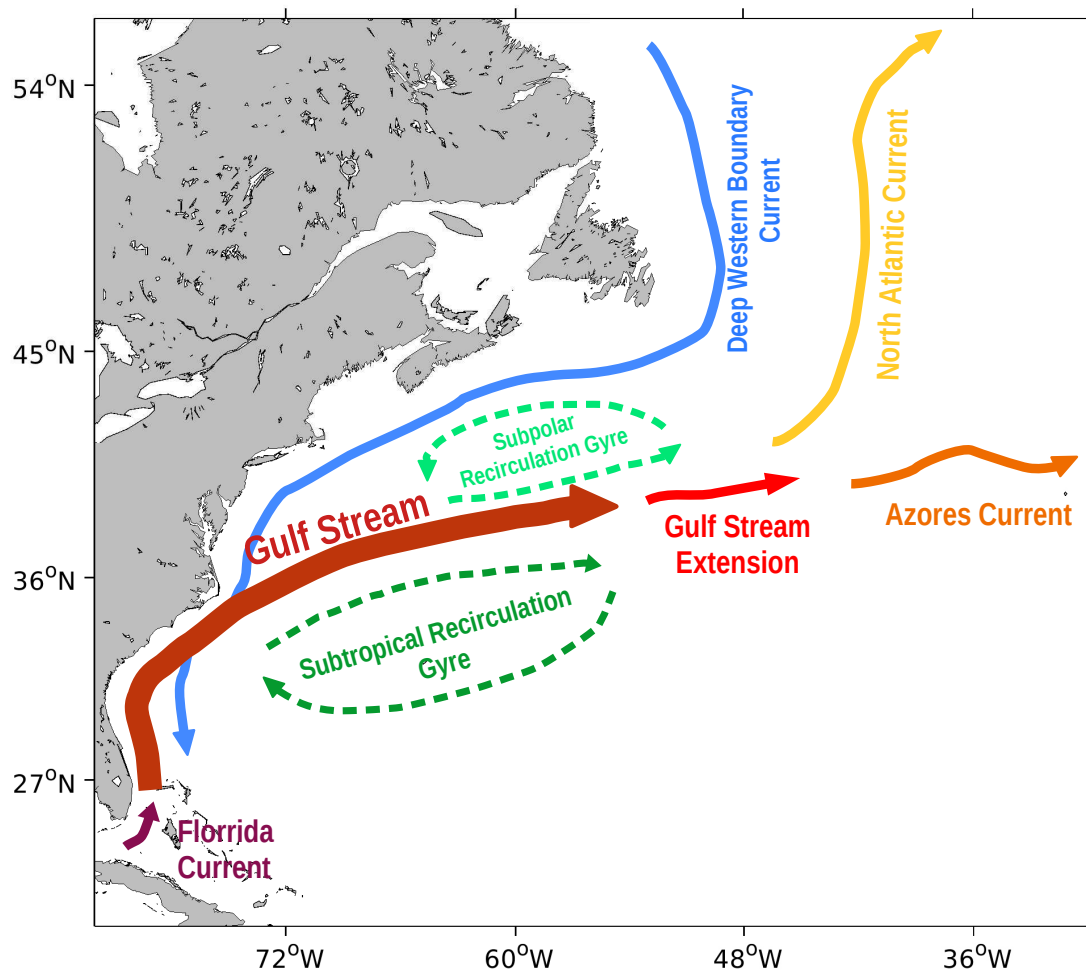 54°N
45°N
36°N
27°N
72°W
60°W
48°W
36°W
Deep Western Boundary
Current
North Atlantic Current
Subpolar
Recirculation Gyre
Gulf Stream
Gulf Stream
Extension
Azores Current
Subtropical Recirculation
Gyre
Florrida
Current